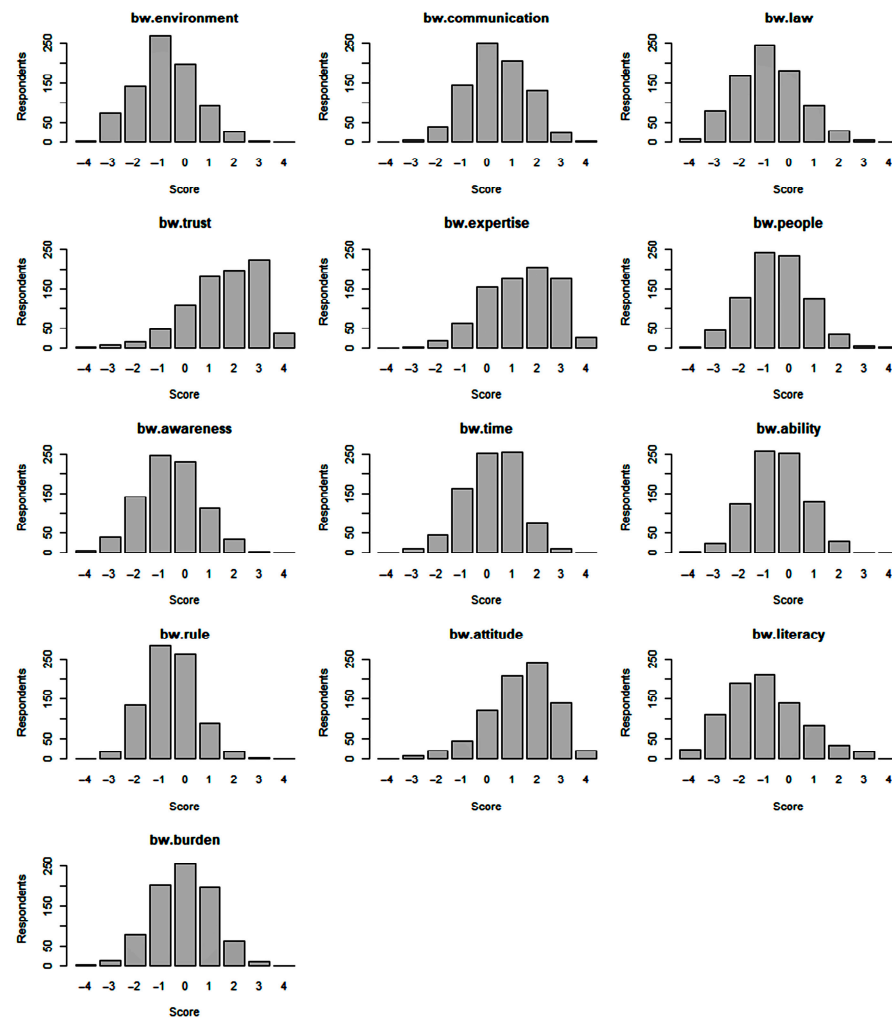 bw.environment
Respondents
250
150
50
0
−4 −3 −2 −1 0 1 2 3 4
Score
bw.communication
Respondents
250
150
50
0
−4 −3 −2 −1 0 1 2 3 4
Score
bw.law
Respondents
250
150
50
0
−4 −3 −2 −1 0 1 2 3 4
Score
bw.trust
Respondents
250
150
50
0
−4 −3 −2 −1 0 1 2 3 4
Score
bw.expertise
Respondents
250
150
50
0
−4 −3 −2 −1 0 1 2 3 4
Score
bw.people
Respondents
250
150
50
0
−4 −3 −2 −1 0 1 2 3 4
Score
bw.awareness
Respondents
250
150
50
0
−4 −3 −2 −1 0 1 2 3 4
Score
bw.time
Respondents
250
150
50
0
−4 −3 −2 −1 0 1 2 3 4
Score
bw.ability
Respondents
250
150
50
0
−4 −3 −2 −1 0 1 2 3 4
Score
bw.rule
Respondents
250
150
50
0
−4 −3 −2 −1 0 1 2 3 4
Score
bw.attitude
Respondents
250
150
50
0
−4 −3 −2 −1 0 1 2 3 4
Score
bw.literacy
Respondents
250
150
50
0
−4 −3 −2 −1 0 1 2 3 4
Score
bw.burden
Respondents
250
150
50
0
−4 −3 −2 −1 0 1 2 3 4
Score